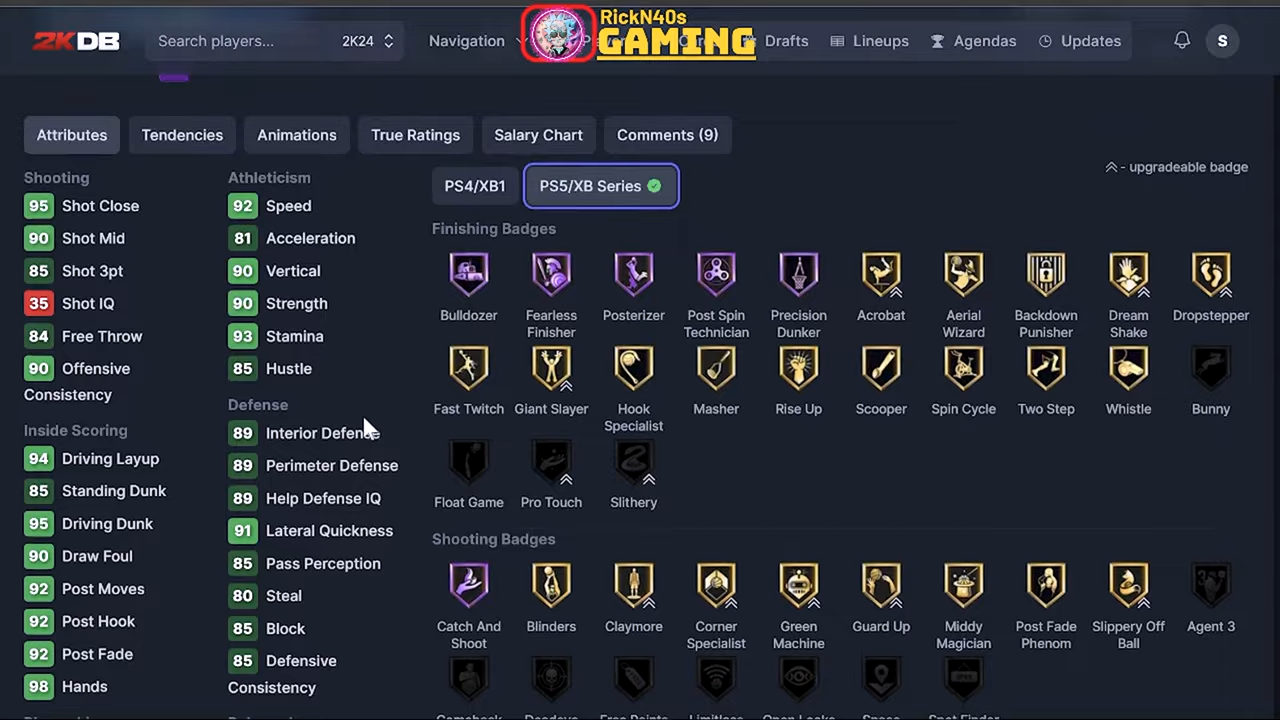 2KDB
Search players...
2K24
Navigation
RickN40s
GAMING
Drafts
Lineups
Agendas
Updates
S
Attributes
Tendencies
Animations
True Ratings
Salary Chart
Comments (9)
- upgradeable badge
Shooting
95 Shot Close
90 Shot Mid
85 Shot 3pt
35 Shot IQ
84 Free Throw
90 Offensive
Consistency
Inside Scoring
94 Driving Layup
85 Standing Dunk
95 Driving Dunk
90 Draw Foul
92 Post Moves
92 Post Hook
92 Post Fade
98 Hands
Athleticism
92 Speed
81 Acceleration
90 Vertical
90 Strength
93 Stamina
85 Hustle
Defense
89 Interior Defense
89 Perimeter Defense
89 Help Defense IQ
91 Lateral Quickness
85 Pass Perception
80 Steal
85 Block
85 Defensive
Consistency
PS4/XB1
PS5/XB Series
Finishing Badges
Bulldozer
Fearless
Finisher
Posterizer
Post Spin
Technician
Precision
Dunker
Acrobat
Aerial
Wizard
Backdown
Punisher
Dream
Shake
Dropstepper
Fast Twitch
Giant Slayer
Hook
Specialist
Masher
Rise Up
Scooper
Spin Cycle
Two Step
Whistle
Bunny
Float Game
Pro Touch
Slithery
Shooting Badges
Catch And
Shoot
Blinders
Claymore
Corner
Specialist
Green
Machine
Guard Up
Middy
Magician
Post Fade
Phenom
Slippery Off
Ball
Agent 3